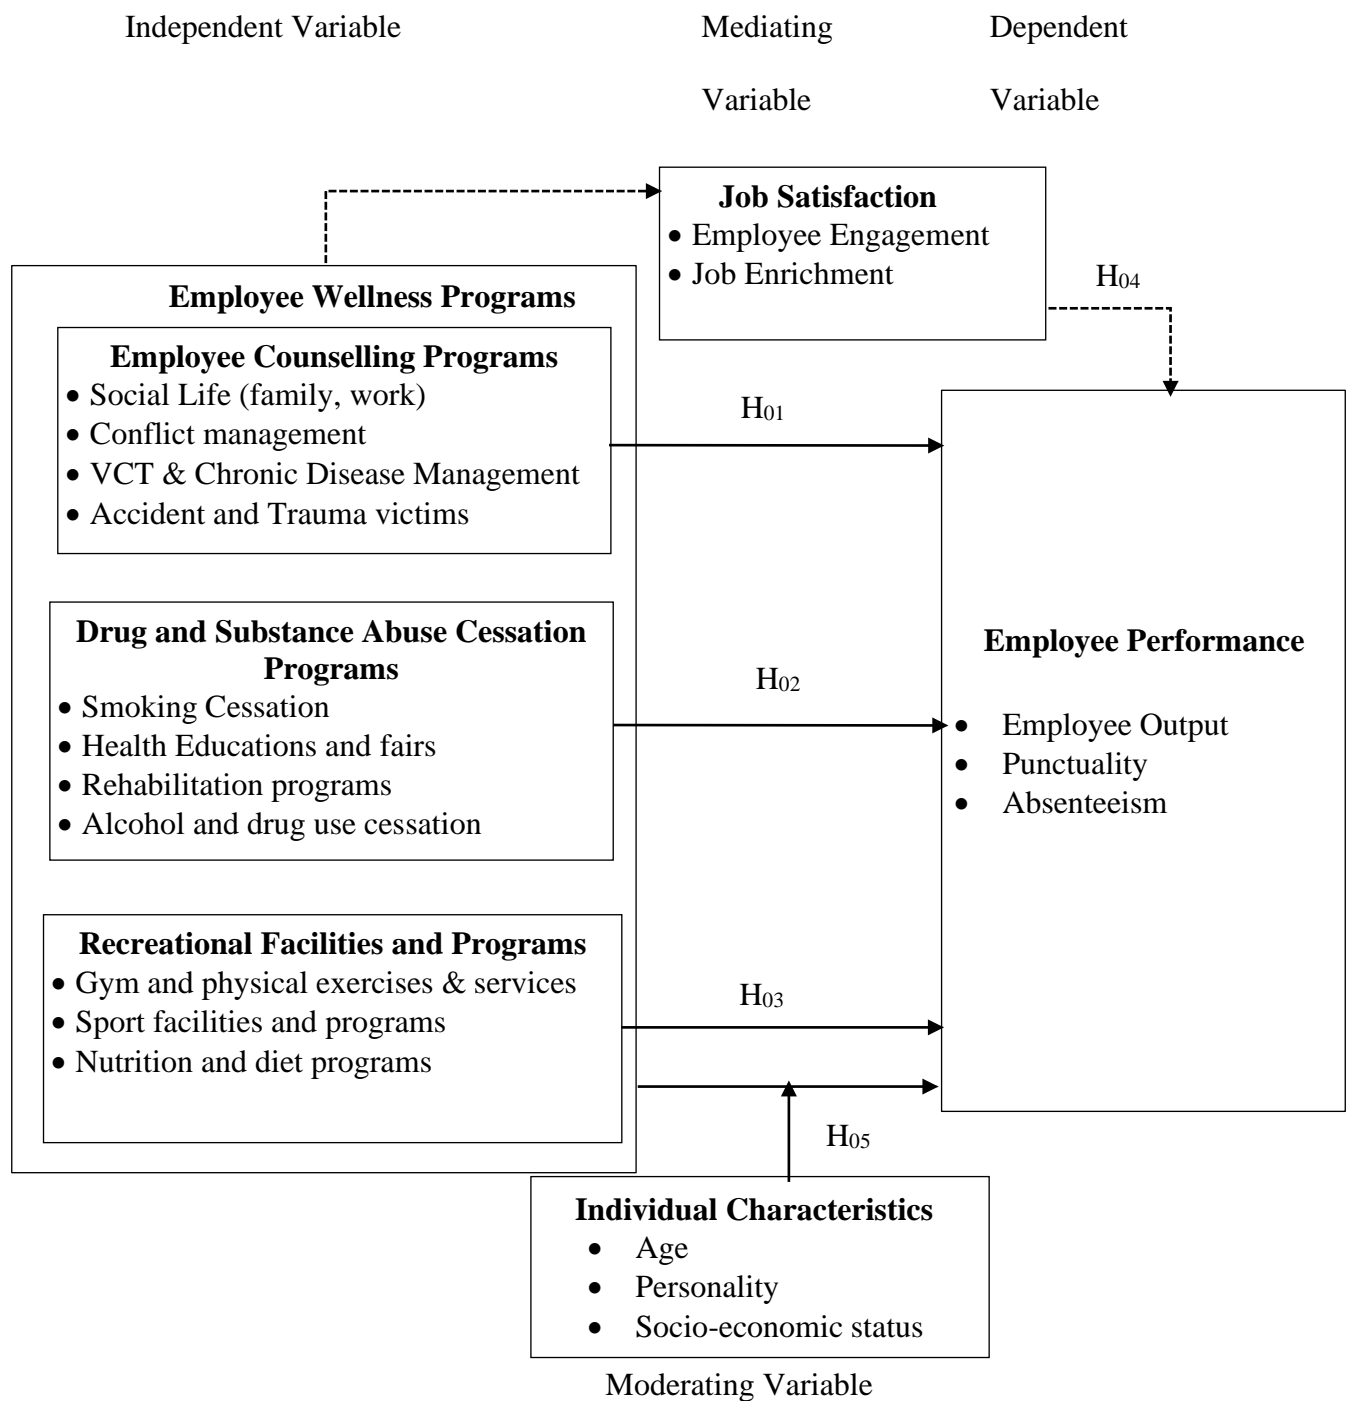 Independent Variable
Mediating
Variable
Dependent
Variable
Job Satisfaction
• Employee Engagement
• Job Enrichment
H04
Employee Wellness Programs
Employee Counselling Programs
• Social Life (family, work)
• Conflict management
• VCT & Chronic Disease Management
• Accident and Trauma victims
H01
Drug and Substance Abuse Cessation
Programs
• Smoking Cessation
• Health Educations and fairs
• Rehabilitation programs
• Alcohol and drug use cessation
H02
Employee Performance
• Employee Output
• Punctuality
• Absenteeism
Recreational Facilities and Programs
• Gym and physical exercises & services
• Sport facilities and programs
• Nutrition and diet programs
H03
H05
Individual Characteristics
• Age
• Personality
• Socio-economic status
Moderating Variable